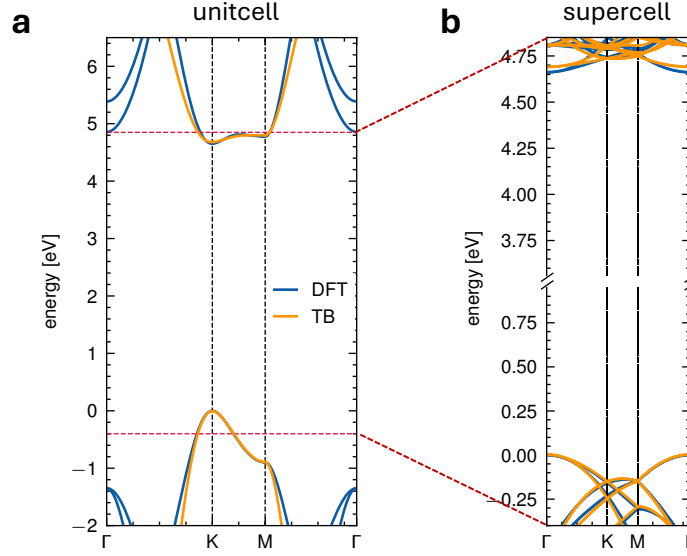 a
unitcell
energy [eV]
6
5
4
3
2
1
0
−1
−2
DFT
TB
Γ
K
M
Γ
b
supercell
energy [eV]
4.75
4.50
4.25
4.00
3.75
0.75
0.50
0.25
0.00
−0.25
Γ
K
M